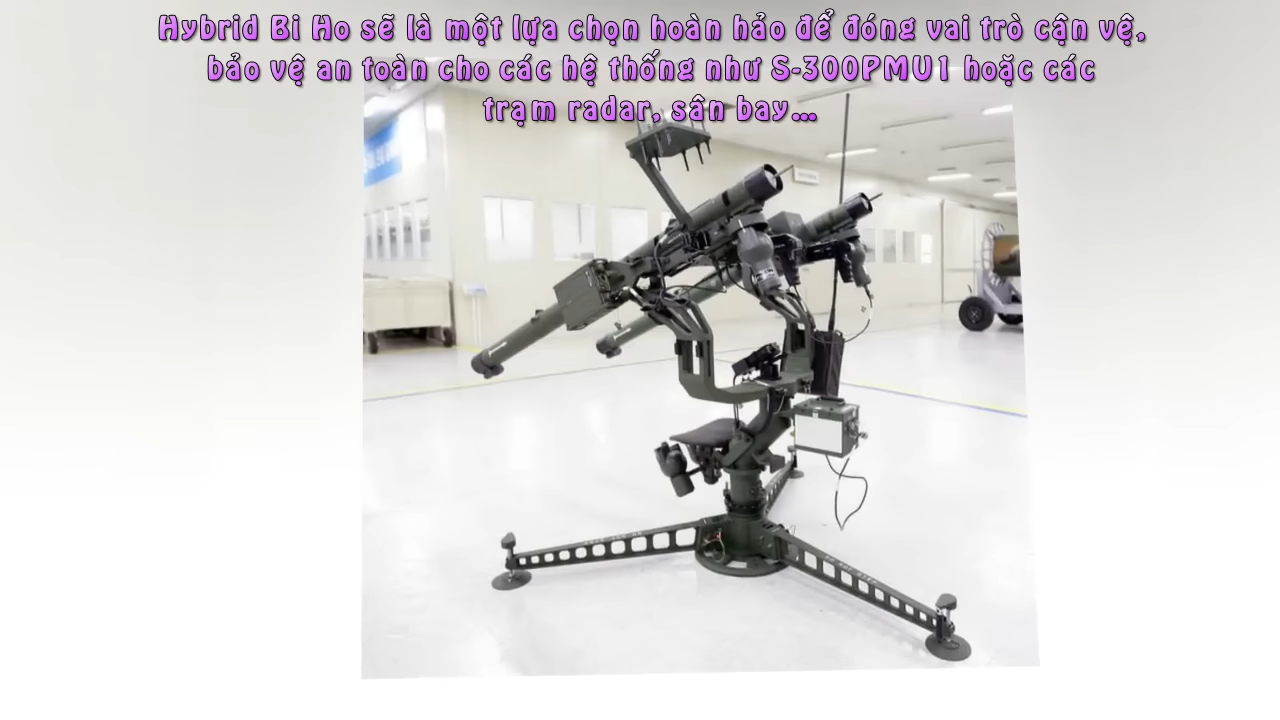 Hybrid Bi Ho sẽ là một lựa chọn hoàn hảo để đóng vai trò cận vệ,
bảo vệ an toàn cho các hệ thống như S-300PMU1 hoặc các
trạm radar, sân bay...